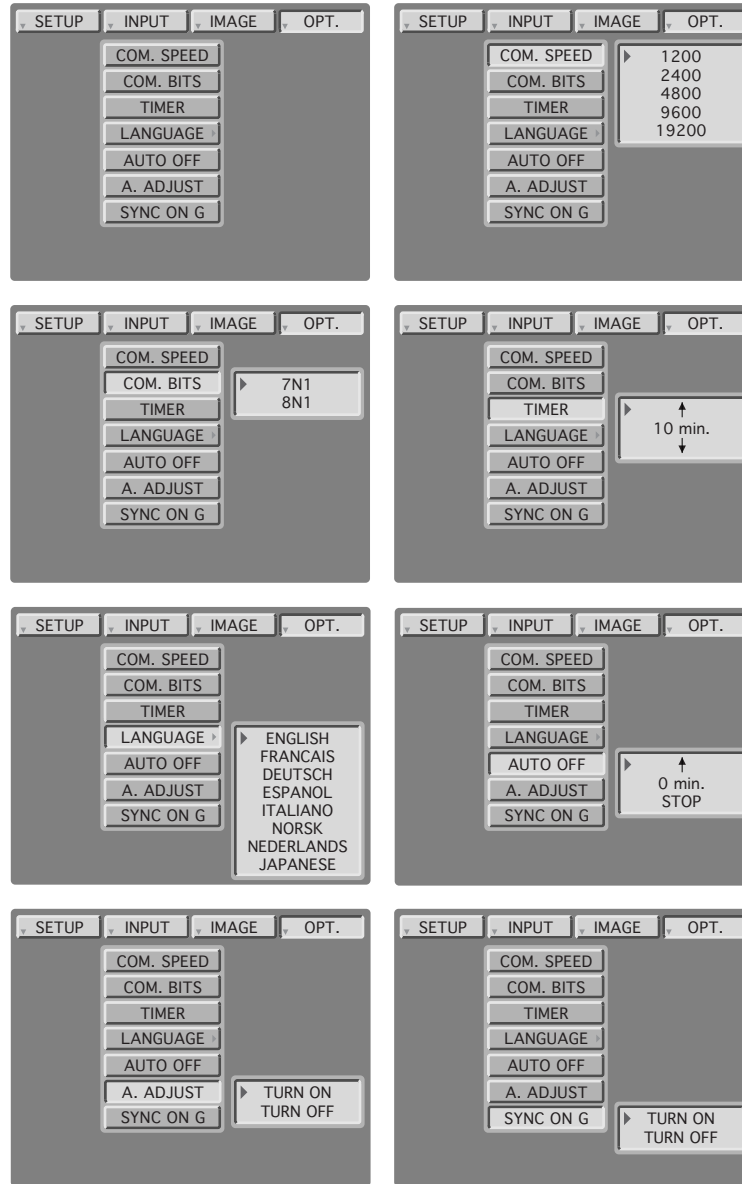 SETUP INPUT IMAGE OPT.
COM. SPEED
COM. BITS
TIMER
LANGUAGE
AUTO OFF
A. ADJUST
SYNC ON G
SETUP INPUT IMAGE OPT.
COM. SPEED
COM. BITS
TIMER
LANGUAGE
AUTO OFF
A. ADJUST
SYNC ON G
1200
2400
4800
9600
19200
SETUP INPUT IMAGE OPT.
COM. SPEED
COM. BITS
TIMER
LANGUAGE
AUTO OFF
A. ADJUST
SYNC ON G
7N1
8N1
SETUP INPUT IMAGE OPT.
COM. SPEED
COM. BITS
TIMER
LANGUAGE
AUTO OFF
A. ADJUST
SYNC ON G
10 min.
SETUP INPUT IMAGE OPT.
COM. SPEED
COM. BITS
TIMER
LANGUAGE
AUTO OFF
A. ADJUST
SYNC ON G
ENGLISH
FRANCAIS
DEUTSCH
ESPANOL
ITALIANO
NORSK
NEDERLANDS
JAPANESE
SETUP INPUT IMAGE OPT.
COM. SPEED
COM. BITS
TIMER
LANGUAGE
AUTO OFF
A. ADJUST
SYNC ON G
0 min.
STOP
SETUP INPUT IMAGE OPT.
COM. SPEED
COM. BITS
TIMER
LANGUAGE
AUTO OFF
A. ADJUST
SYNC ON G
TURN ON
TURN OFF
SETUP INPUT IMAGE OPT.
COM. SPEED
COM. BITS
TIMER
LANGUAGE
AUTO OFF
A. ADJUST
SYNC ON G
TURN ON
TURN OFF